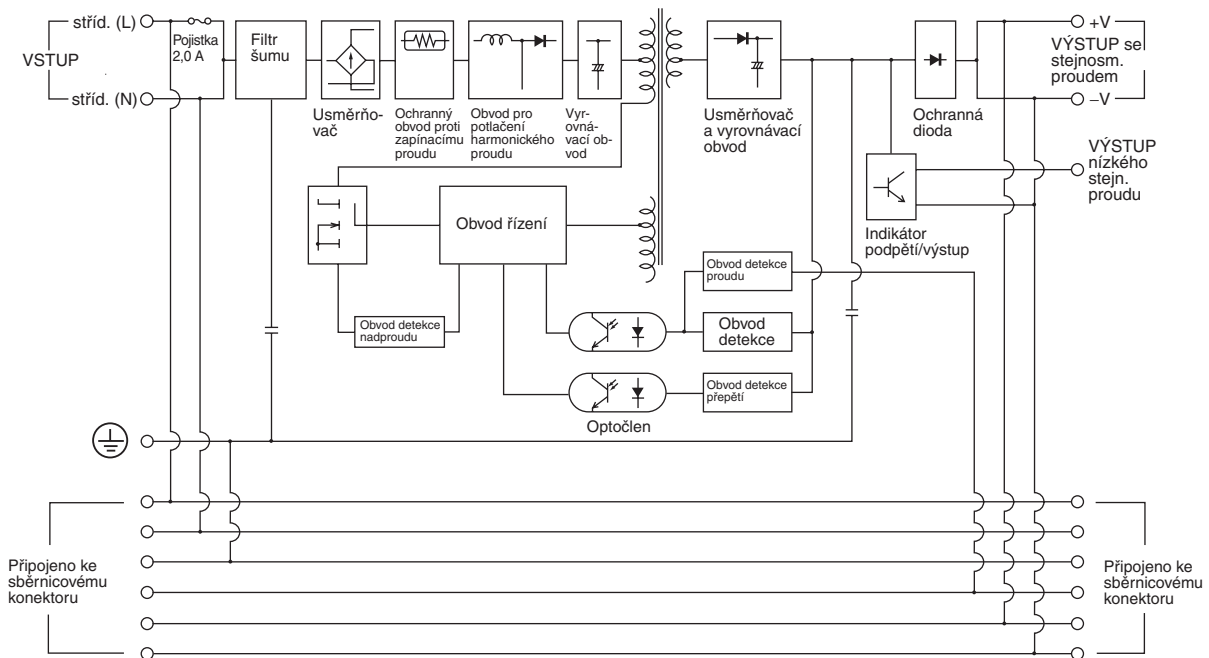 stříd. (L)
VSTUP
stříd. (N)
Pojistka
2,0 A
Filtr
šumu
Usměrňo-
vač
Ochranný
obvod proti
zapínacímu
proudu
Obvod pro
potlačení
harmonického
proudu
Vyr-
ovná-
vací ob-
vod
Usměrňovač
a vyrovnávací
obvod
Ochranná
dioda
+V
VÝSTUP se
stejnosm.
proudem
–V
VÝSTUP
nízkého
stejn.
proudu
Indikátor
podpětí/výstup
Obvod řízení
Obvod detekce
nadproudu
Obvod detekce
proudu
Obvod
detekce
Obvod detekce
přepětí
Optočlen
Připojeno ke
sběrnicovému
konektoru
Připojeno ke
sběrnicovému
konektoru